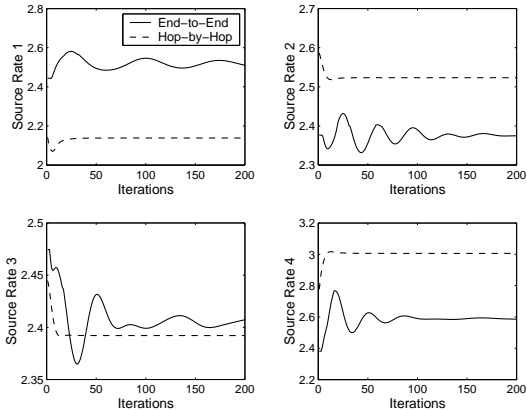 2.8
2.6
2.4
2.2
2
Source Rate 1
End-to-End
Hop-by-Hop
0 50 100 150 200
Iterations
2.7
2.6
2.5
2.4
2.3
Source Rate 2
0 50 100 150 200
Iterations
2.5
2.45
2.4
2.35
Source Rate 3
0 50 100 150 200
Iterations
3.2
3
2.8
2.6
2.4
2.2
Source Rate 4
0 50 100 150 200
Iterations